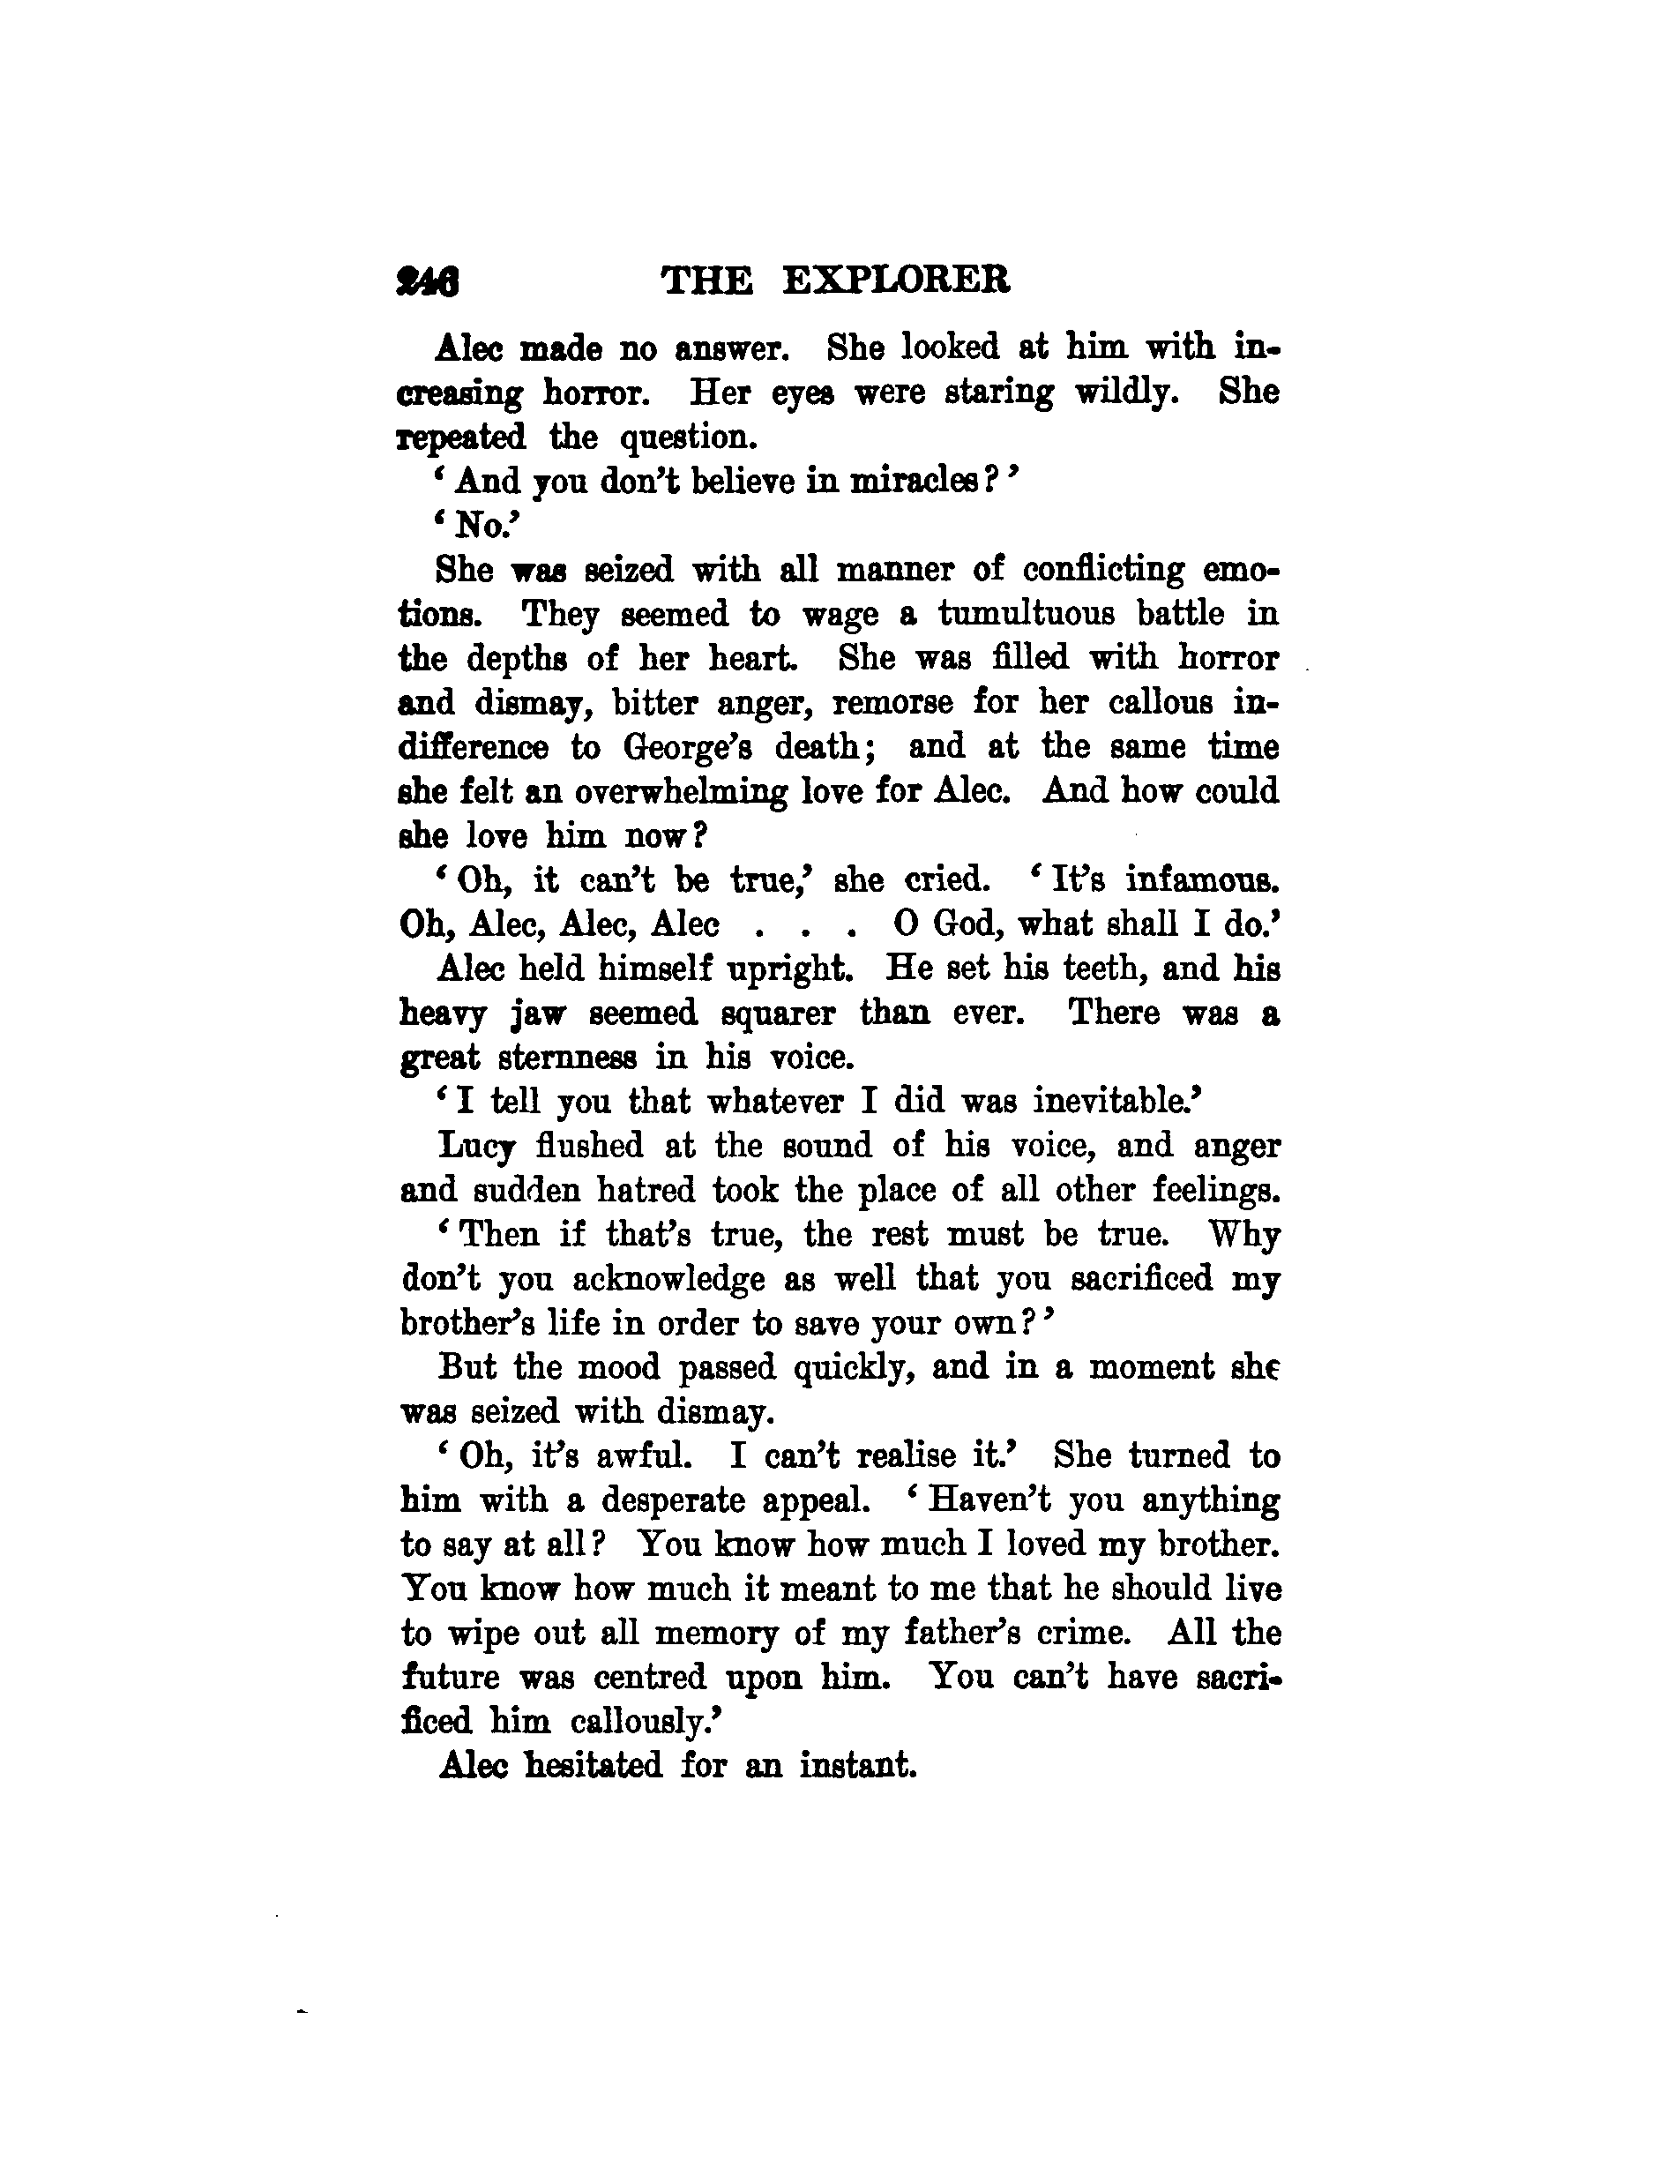 246 THE EXPLORER
Alec made no answer. She looked at him with in-
creasing horror. Her eyes were staring wildly. She
repeated the question.
‘And you don’t believe in miracles?’
‘No.’
She was seized with all manner of conflicting emo-
tions. They seemed to wage a tumultuous battle in
the depths of her heart. She was filled with horror
and dismay, bitter anger, remorse for her callous in-
difference to George’s death; and at the same time
she felt an overwhelming love for Alec. And how could
she love him now?
‘Oh, it can’t be true,’ she cried. ‘It’s infamous.
Oh, Alec, Alec, Alec . . . O God, what shall I do.’
Alec held himself upright. He set his teeth, and his
heavy jaw seemed squarer than ever. There was a
great sternness in his voice.
‘I tell you that whatever I did was inevitable.’
Lucy flushed at the sound of his voice, and anger
and sudden hatred took the place of all other feelings.
‘Then if that’s true, the rest must be true. Why
don’t you acknowledge as well that you sacrificed my
brother’s life in order to save your own?’
But the mood passed quickly, and in a moment she
was seized with dismay.
‘Oh, it’s awful. I can’t realise it.’ She turned to
him with a desperate appeal. ‘Haven’t you anything
to say at all? You know how much I loved my brother.
You know how much it meant to me that he should live
to wipe out all memory of my father’s crime. All the
future was centred upon him. You can’t have sacri-
ficed him callously.’
Alec hesitated for an instant.